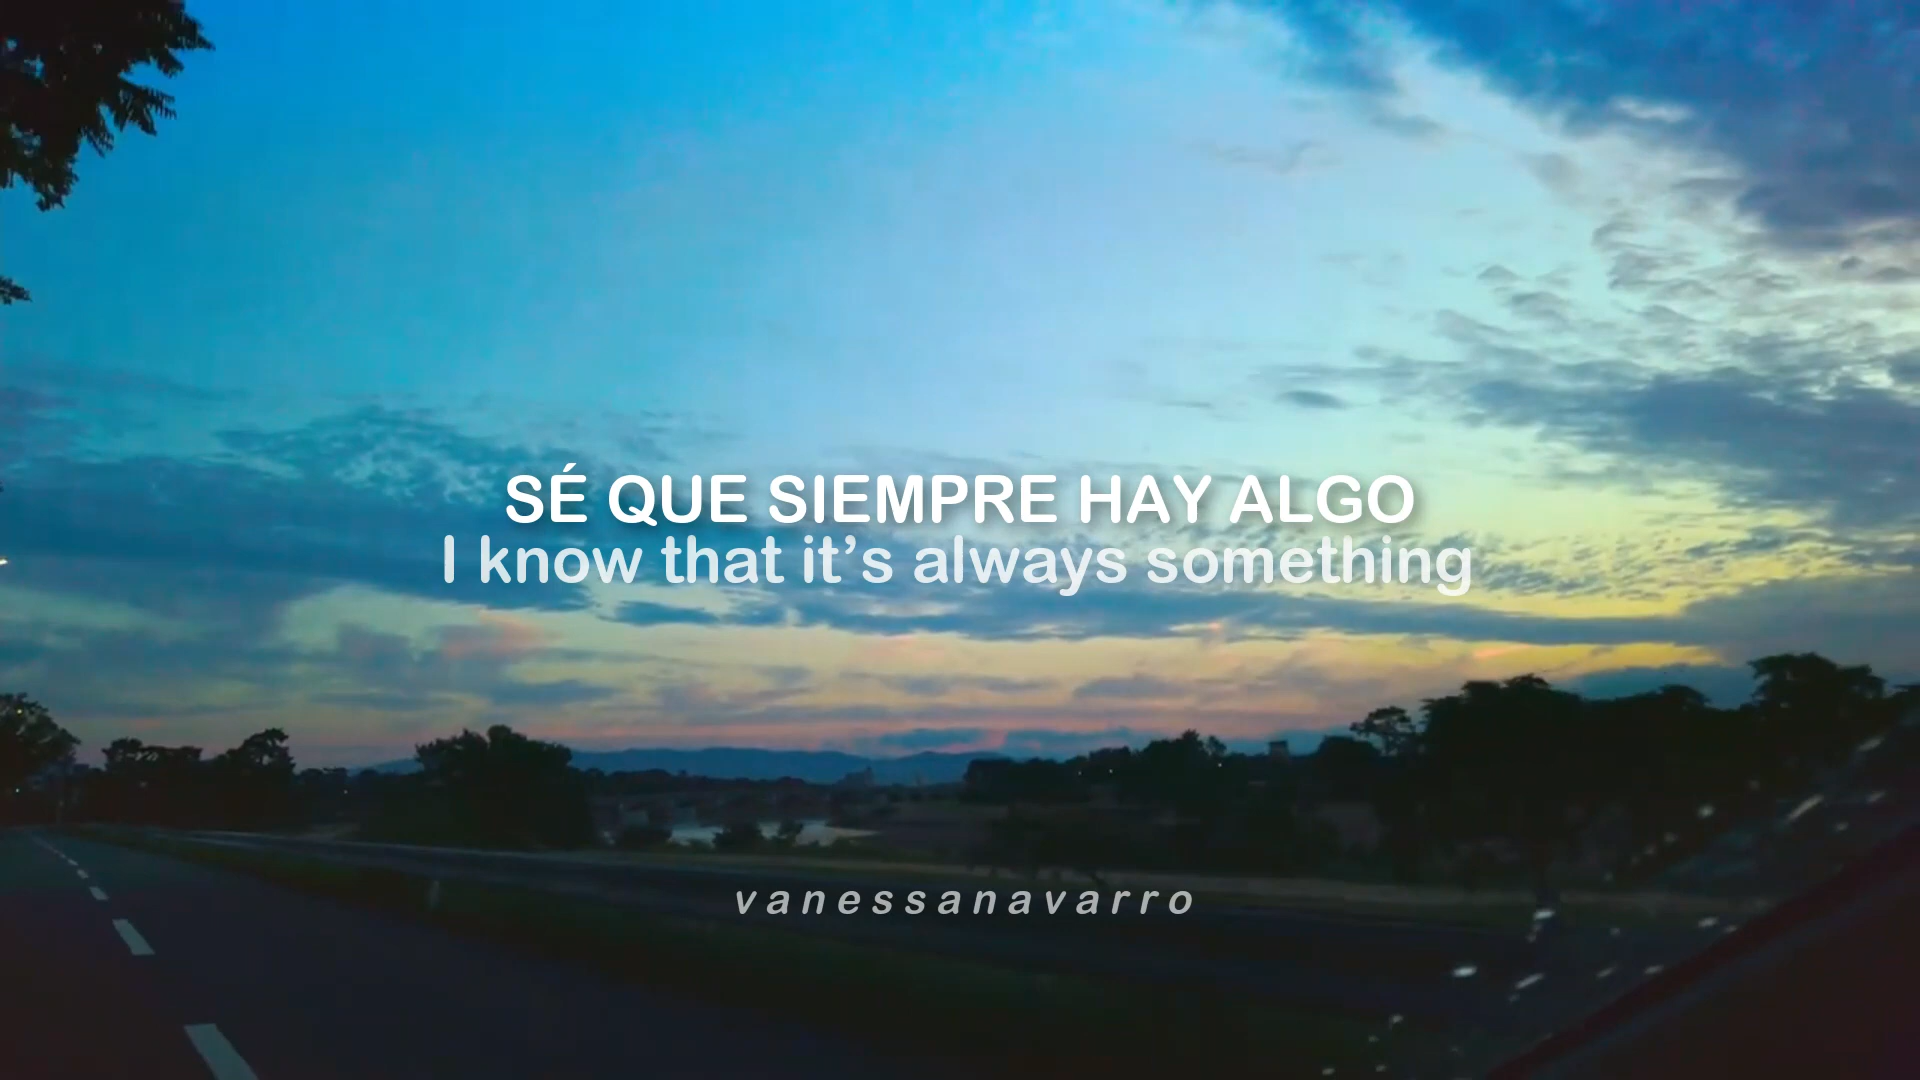 SÉ QUE SIEMPRE HAY ALGO
I know that it’s always something
vanessanavarro